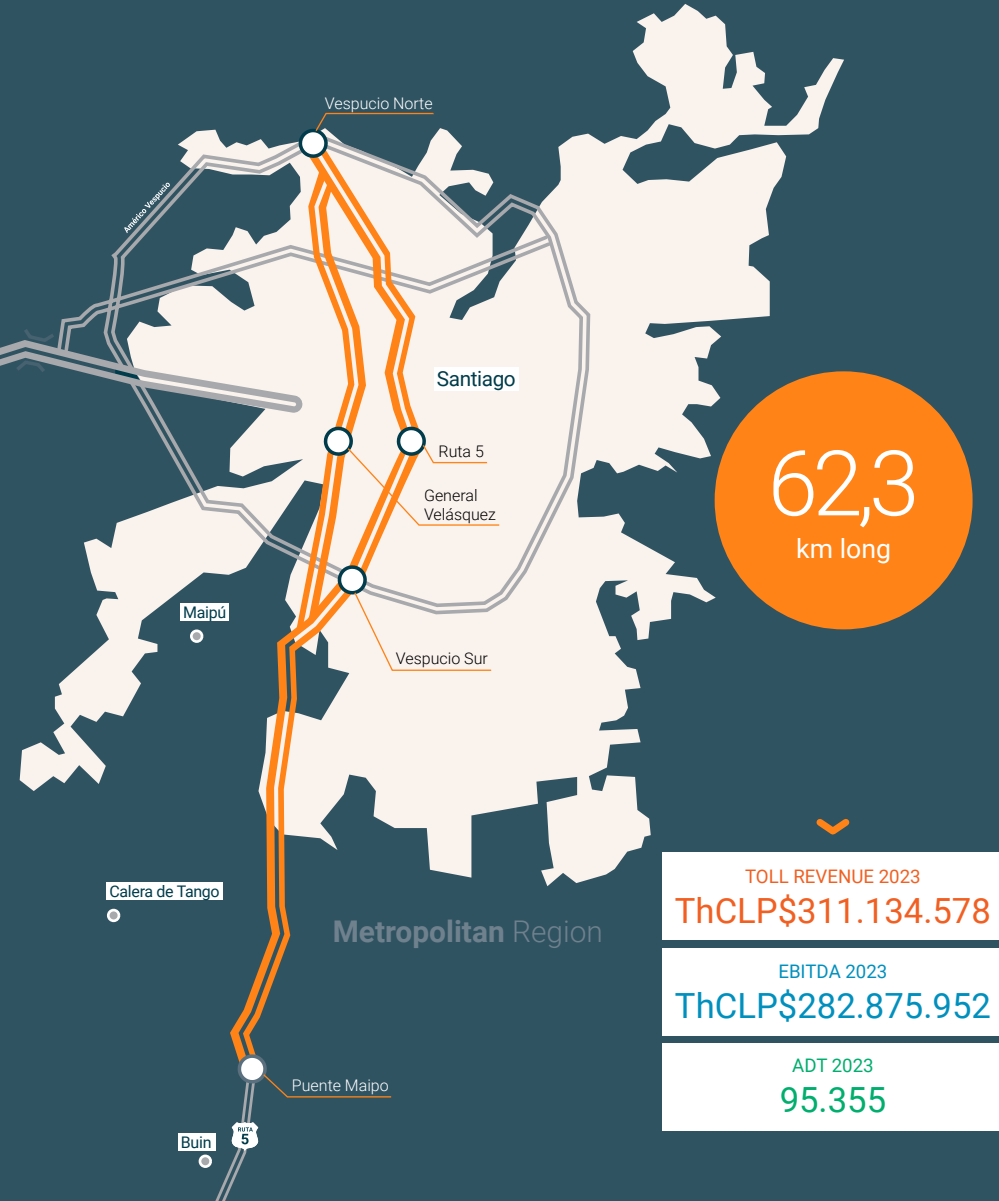 Vespucio Norte
Américo Vespucio
Santiago
Ruta 5
General
Velásquez
62,3
km long
Maipú
Vespucio Sur
Calera de Tango
Metropolitan Region
TOLL REVENUE 2023
ThCLP$311.134.578
EBITDA 2023
ThCLP$282.875.952
ADT 2023
95.355
Puente Maipo
RUTA
5
Buin